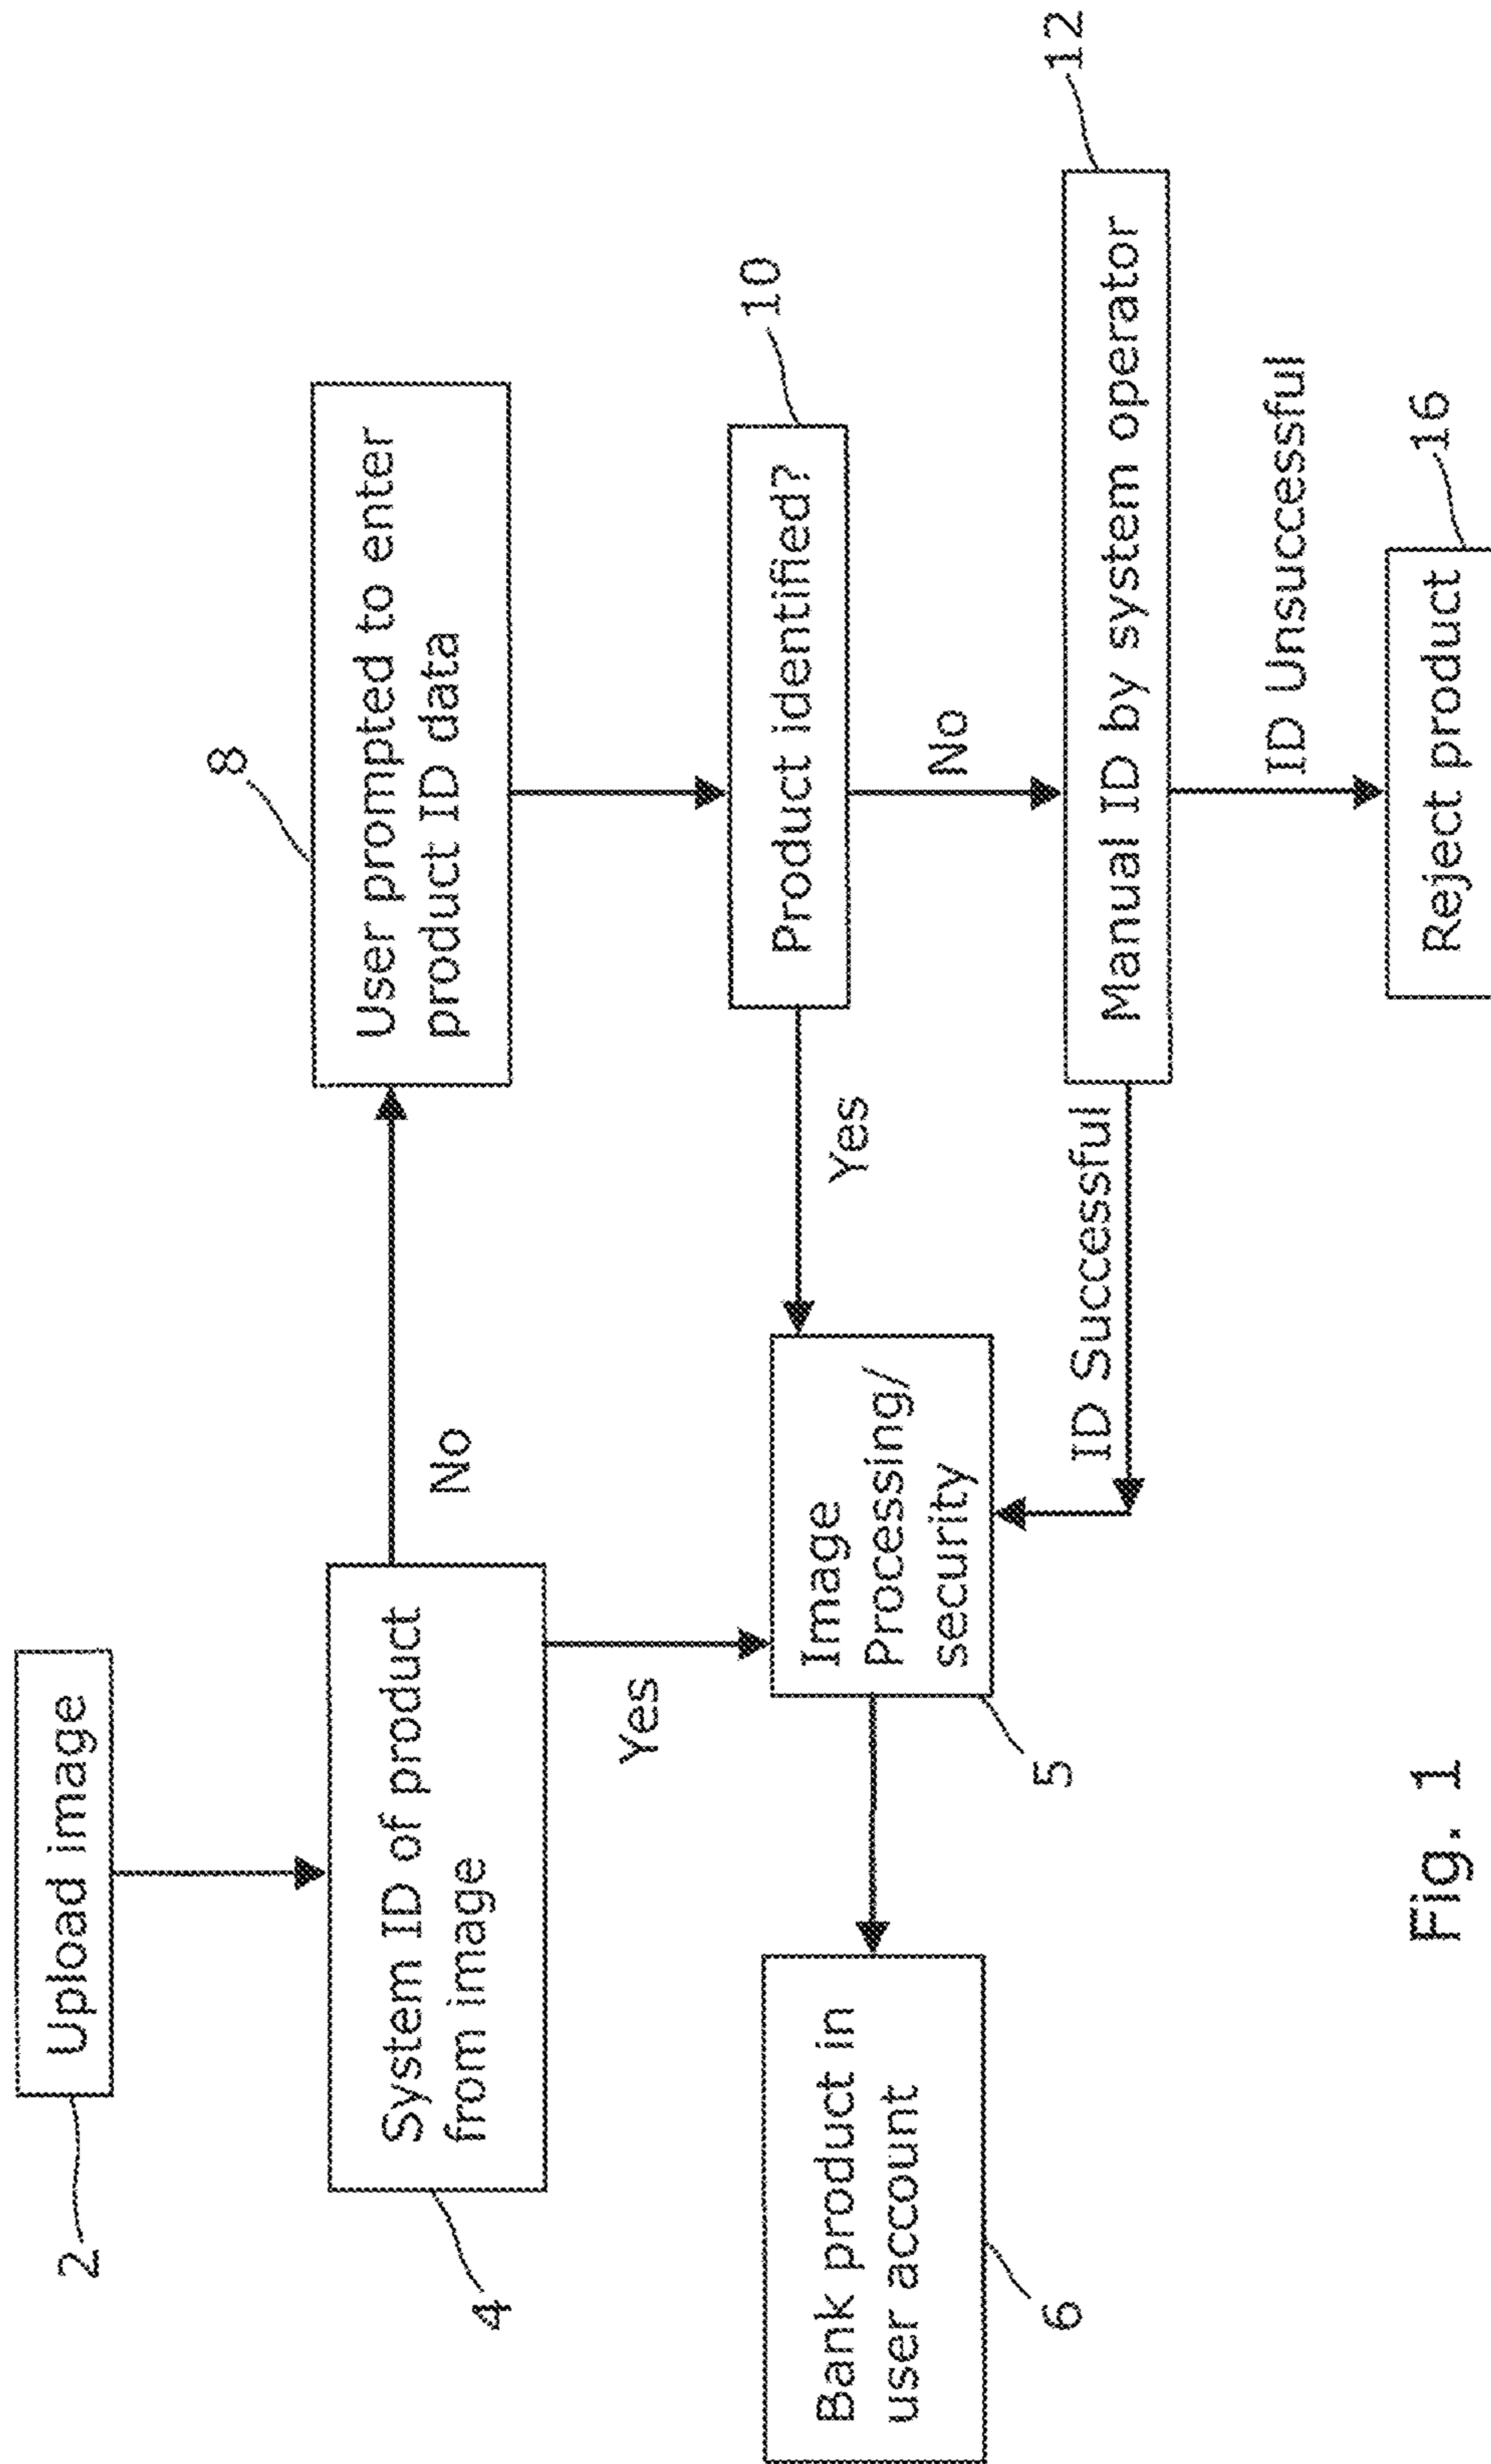 2
Upload image
4
System ID of product
from image
No
8
User prompted to enter
product ID data
Yes
10
Product identified?
Yes
No
Image
Processing/
security
5
Bank product in
user account
6
12
Manual ID by system operator
ID Successful
ID Unsuccessful
16
Reject product
Fig. 1